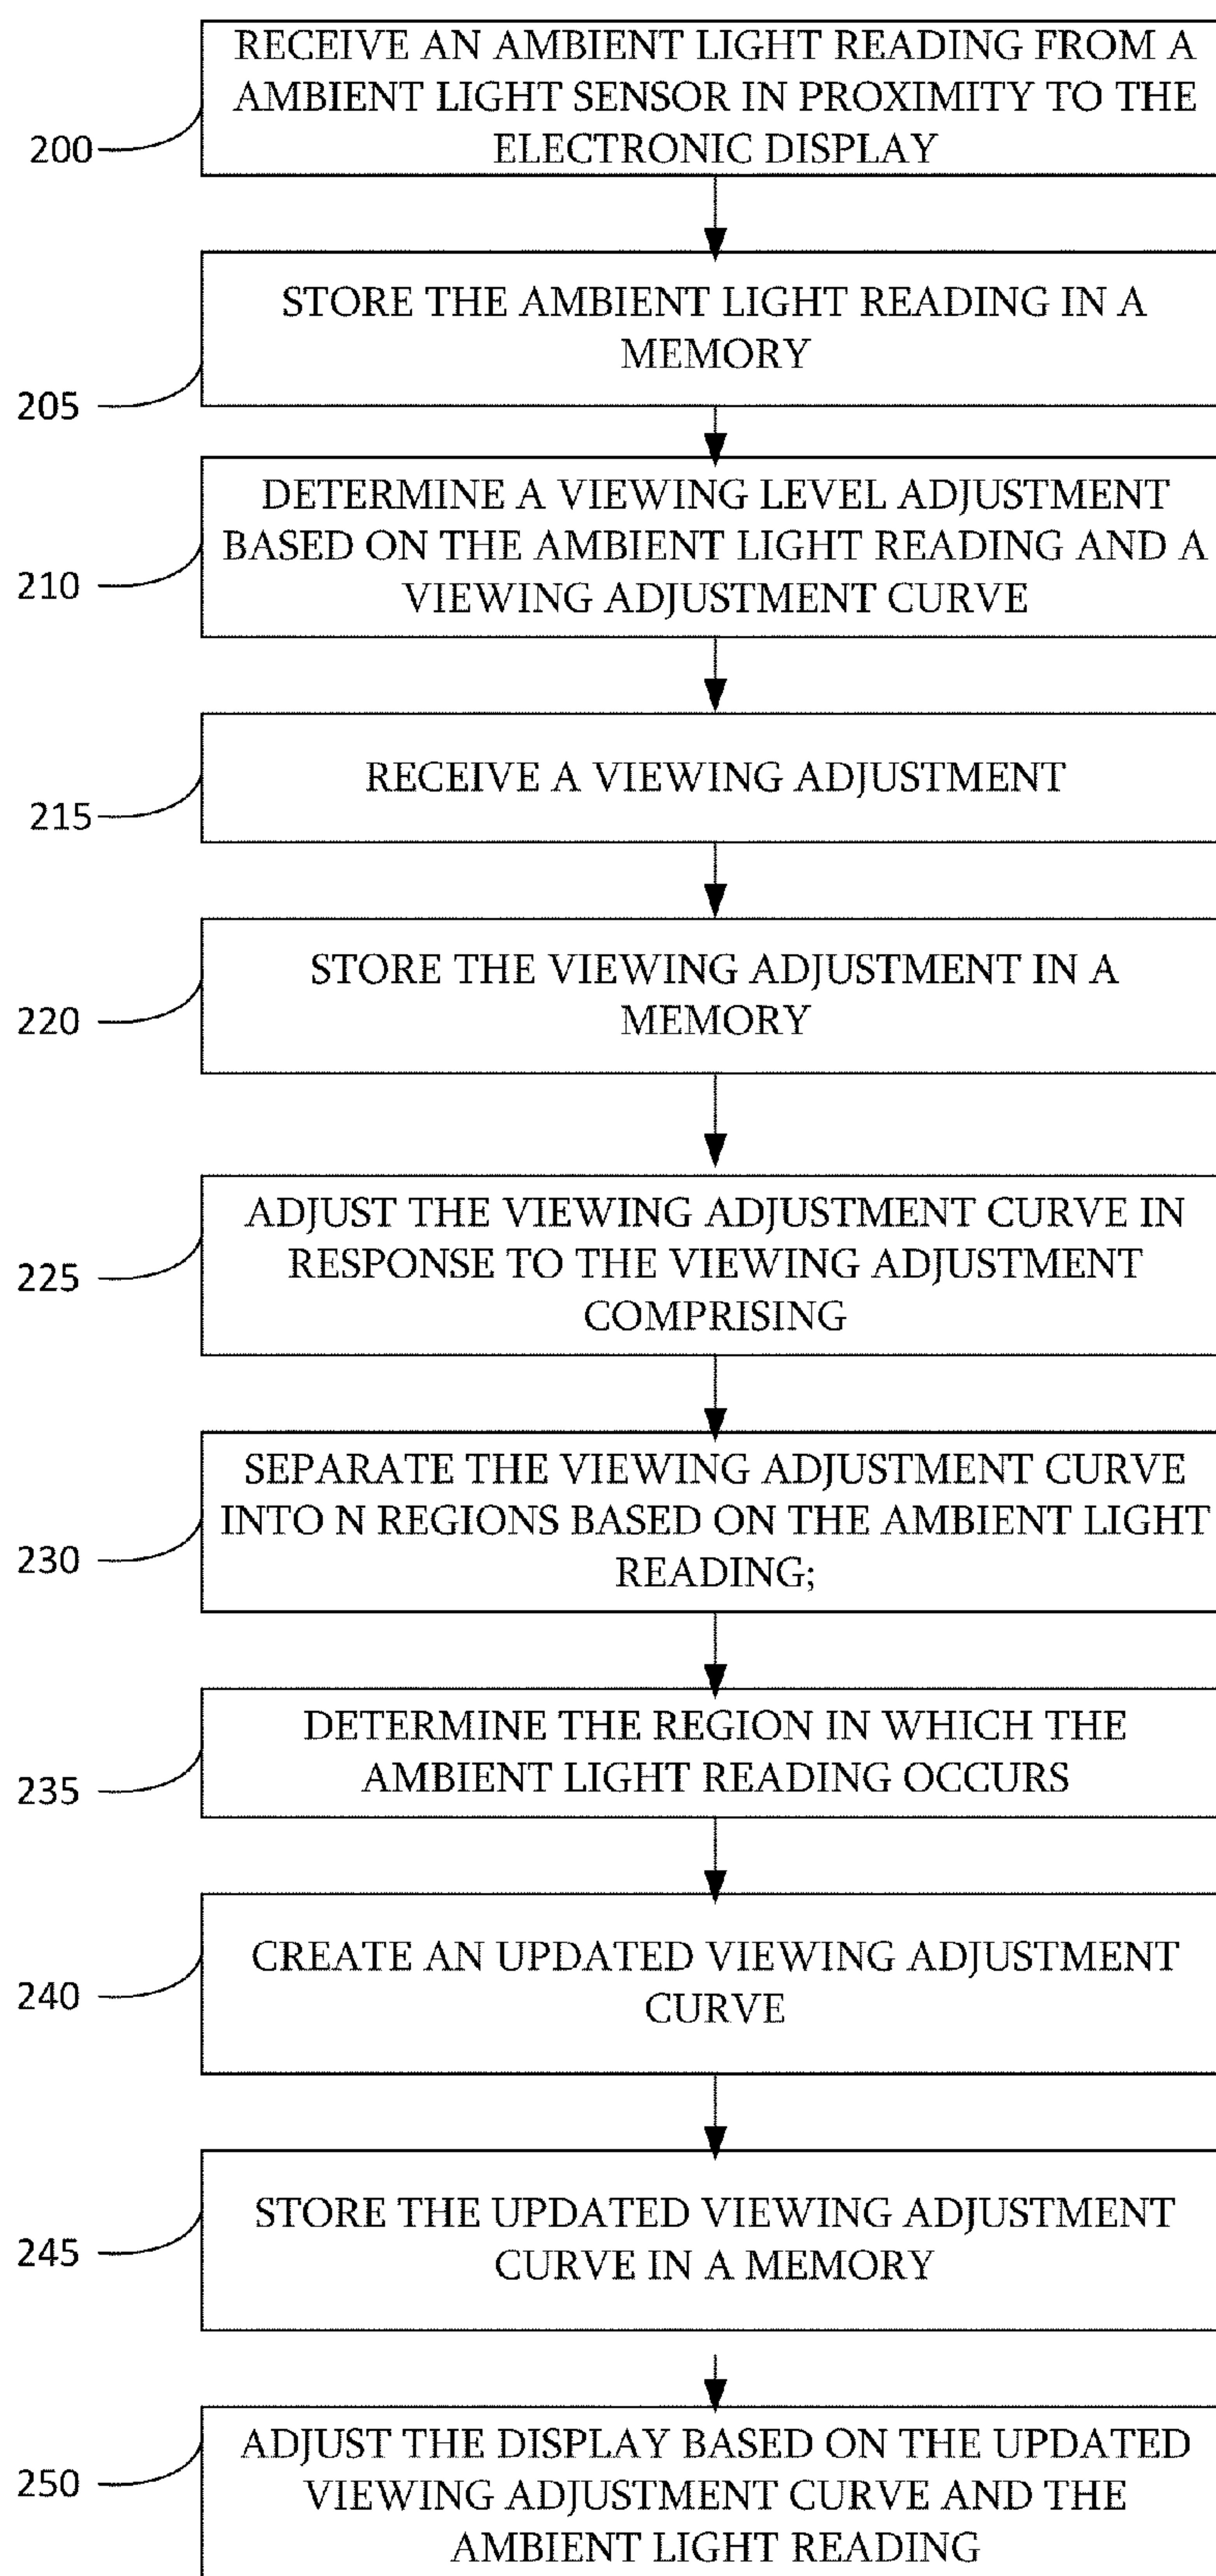 RECEIVE AN AMBIENT LIGHT READING FROM A
AMBIENT LIGHT SENSOR IN PROXIMITY TO THE
ELECTRONIC DISPLAY
200
STORE THE AMBIENT LIGHT READING IN A
MEMORY
205
DETERMINE A VIEWING LEVEL ADJUSTMENT
BASED ON THE AMBIENT LIGHT READING AND A
VIEWING ADJUSTMENT CURVE
210
RECEIVE A VIEWING ADJUSTMENT
215
STORE THE VIEWING ADJUSTMENT IN A
MEMORY
220
ADJUST THE VIEWING ADJUSTMENT CURVE IN
RESPONSE TO THE VIEWING ADJUSTMENT
COMPRISING
225
SEPARATE THE VIEWING ADJUSTMENT CURVE
INTO N REGIONS BASED ON THE AMBIENT LIGHT
READING;
230
DETERMINE THE REGION IN WHICH THE
AMBIENT LIGHT READING OCCURS
235
CREATE AN UPDATED VIEWING ADJUSTMENT
CURVE
240
STORE THE UPDATED VIEWING ADJUSTMENT
CURVE IN A MEMORY
245
ADJUST THE DISPLAY BASED ON THE UPDATED
VIEWING ADJUSTMENT CURVE AND THE
AMBIENT LIGHT READING
250